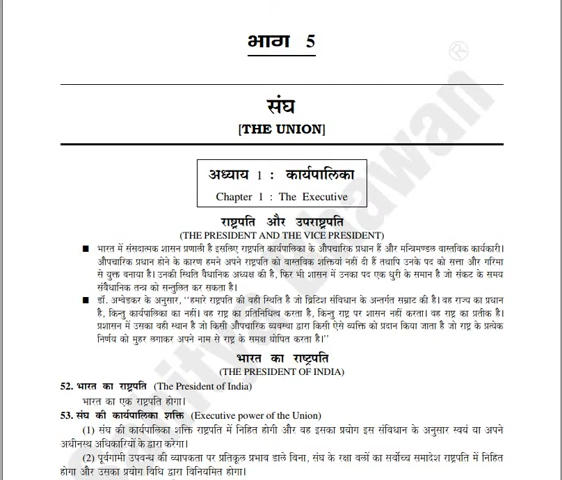 भाग 5
संघ
[THE UNION]
अध्याय 1 : कार्यपालिका
Chapter 1 : The Executive
राष्ट्रपति और उपराष्ट्रपति
(THE PRESIDENT AND THE VICE PRESIDENT)
■ भारत में संसदात्मक शासन प्रणाली है इसलिए राष्ट्रपति कार्यपालिका के औपचारिक प्रधान हैं और मन्त्रिमण्डल वास्तविक कार्यकारी।
औपचारिक प्रधान होने के कारण हमने अपने राष्ट्रपति को वास्तविक शक्तियां नहीं दी हैं तथापि उनके पद को सत्ता और गरिमा
से युक्त बनाया है। उनकी स्थिति वैधानिक अध्यक्ष की है, फिर भी शासन में उनका पद एक धुरी के समान है जो संकट के समय
संवैधानिक तन्त्र को सन्तुलित कर सकता है।
■ डॉ. अम्बेडकर के अनुसार, ‘‘हमारे राष्ट्रपति की वही स्थिति है जो ब्रिटिश संविधान के अन्तर्गत सम्राट की है। वह राज्य का प्रधान
है, किन्तु कार्यपालिका का नहीं। वह राष्ट्र का प्रतिनिधित्व करता है, किन्तु राष्ट्र पर शासन नहीं करता। वह राष्ट्र का प्रतीक है।
प्रशासन में उसका वही स्थान है जो किसी औपचारिक व्यवस्था द्वारा किसी ऐसे व्यक्ति को प्रदान किया जाता है जो राष्ट्र के प्रत्येक
निर्णय को मुहर लगाकर अपने नाम से राष्ट्र के समक्ष घोषित करता है।’’
भारत का राष्ट्रपति
(THE PRESIDENT OF INDIA)
52. भारत का राष्ट्रपति (The President of India)
भारत का एक राष्ट्रपति होगा।
53. संघ की कार्यपालिका शक्ति (Executive power of the Union)
(1) संघ की कार्यपालिका शक्ति राष्ट्रपति में निहित होगी और वह इसका प्रयोग इस संविधान के अनुसार स्वयं या अपने
अधीनस्थ अधिकारियों के द्वारा करेगा।
(2) पूर्वगामी उपबन्ध की व्यापकता पर प्रतिकूल प्रभाव डाले बिना, संघ के रक्षा बलों का सर्वोच्च समादेश राष्ट्रपति में निहित
होगा और उसका प्रयोग विधि द्वारा विनियमित होगा।
Sahitya Bhawan ®